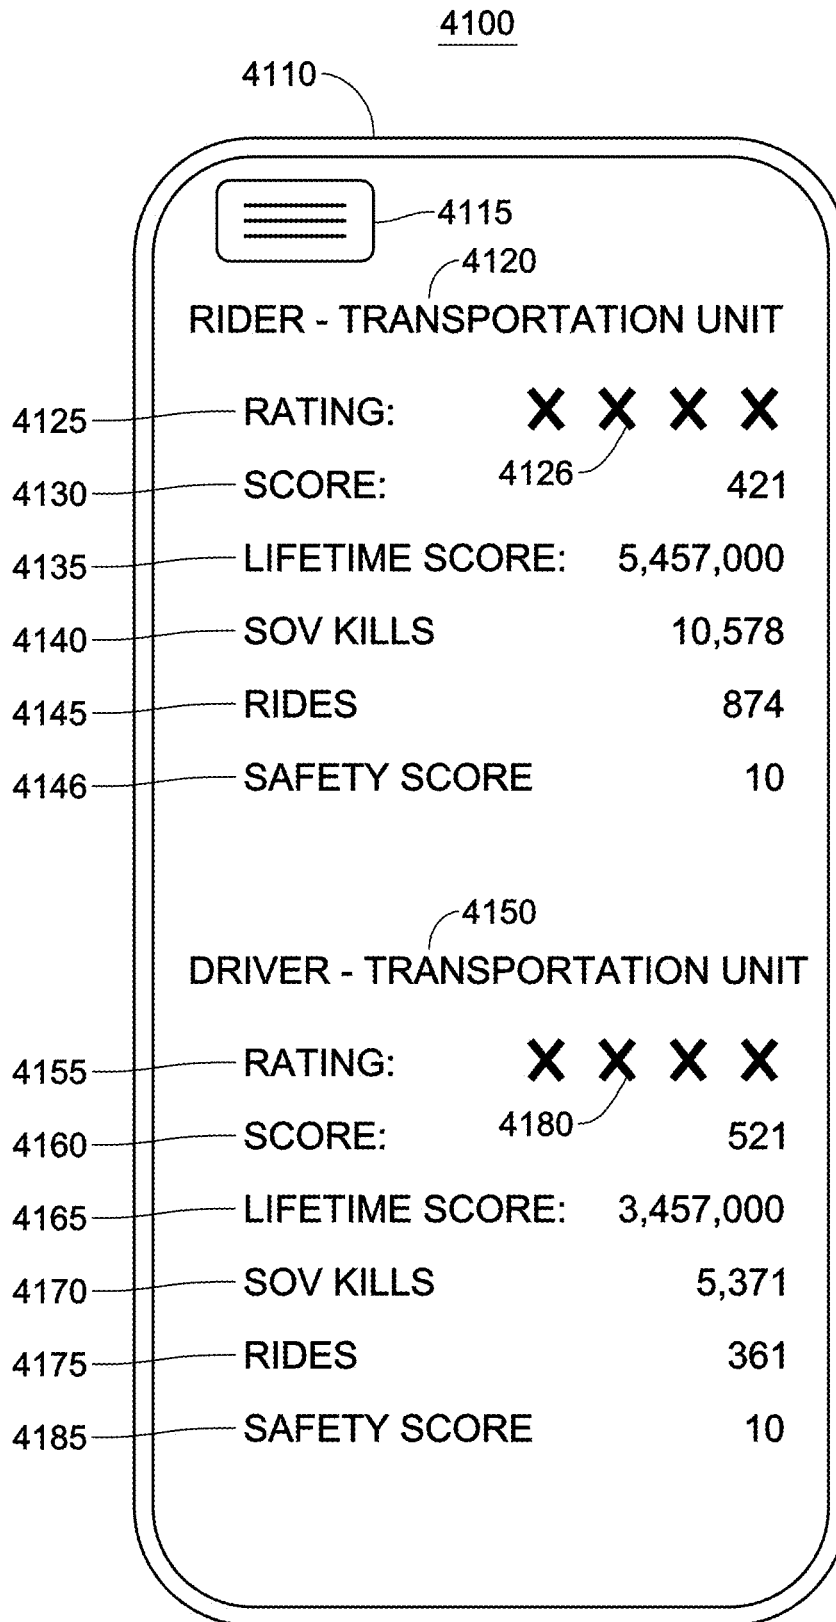 4100
4110
4115
4120
RIDER - TRANSPORTATION UNIT
4125 RATING: X X X X
4126
4130 SCORE: 421
4135 LIFETIME SCORE: 5,457,000
4140 SOV KILLS 10,578
4145 RIDES 874
4146 SAFETY SCORE 10
4150
DRIVER - TRANSPORTATION UNIT
4155 RATING: X X X X
4180
4160 SCORE: 521
4165 LIFETIME SCORE: 3,457,000
4170 SOV KILLS 5,371
4175 RIDES 361
4185 SAFETY SCORE 10